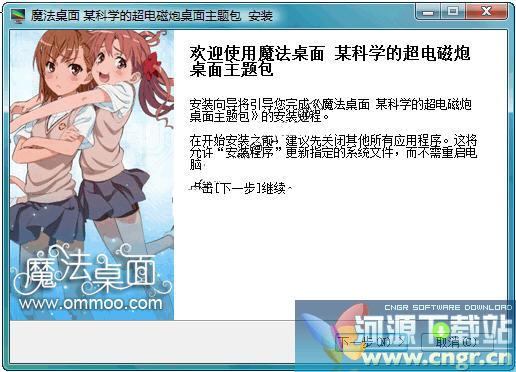 魔法桌面 某科学的超电磁炮桌面主题包 安装
欢迎使用魔法桌面 某科学的超电磁炮
桌面主题包
安装向导将引导您完成《魔法桌面 某科学的超电磁炮
桌面主题包》的安装进程。
在开始安装之前，建议先关闭其他所有应用程序。这将
允许“安装程序”更新指定的系统文件，而不需重启电
脑。
单击[下一步]继续。
魔法桌面
www.ommoo.com
CNGR SOFTWARE DOWNLOAD
河源下载站
下一步(N) >
取消(C)
www.cngr.cn